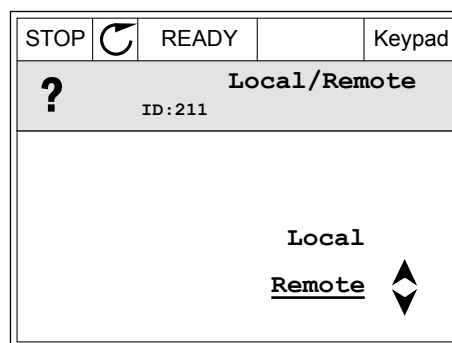 STOP READY Keypad
? Local/Remote
ID:211
Local
Remote